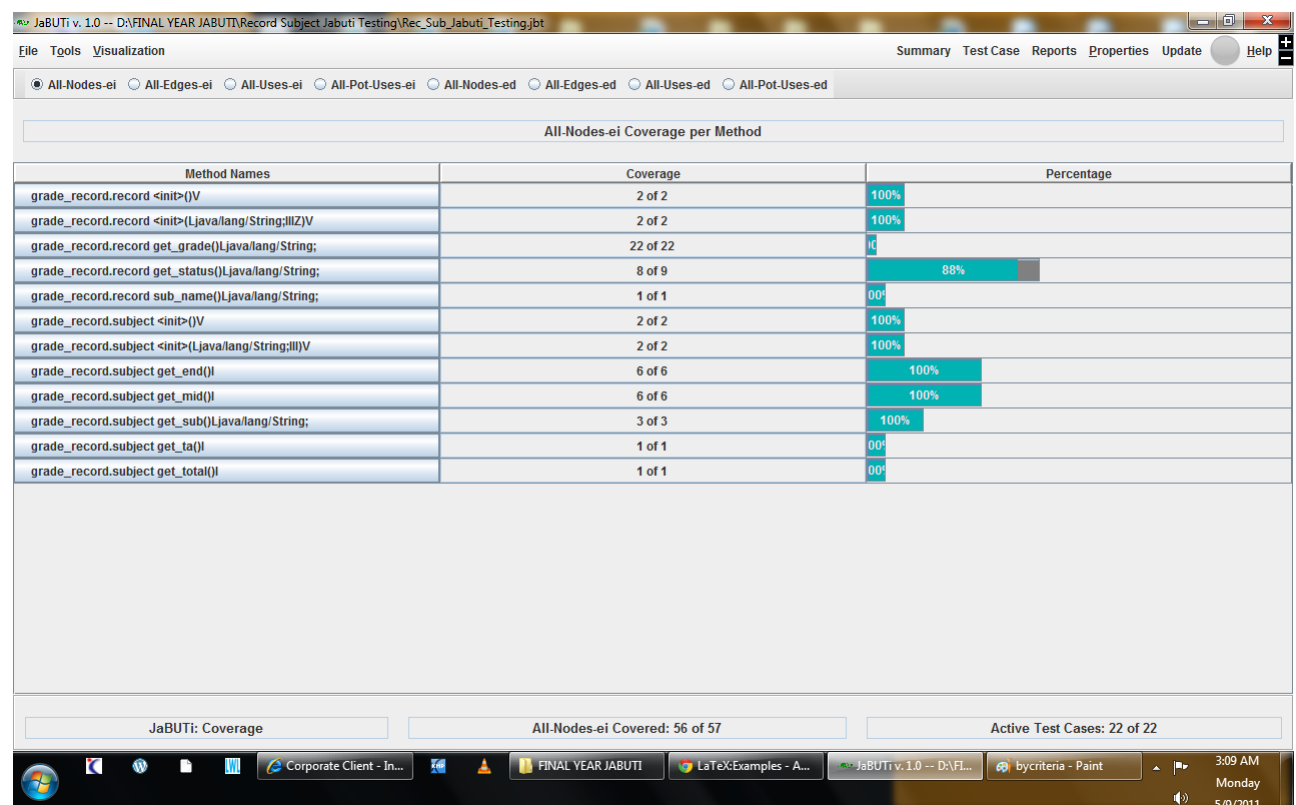 JaBUTi v. 1.0 -- D:\FINAL YEAR JABUTI\Record Subject Jabuti Testing\Rec_Sub_Jabuti_Testing.jbt
File Tools Visualization Summary Test Case Reports Properties Update Help
All-Nodes-ei All-Edges-ei All-Uses-ei All-Pot-Uses-ei All-Nodes-ed All-Edges-ed All-Uses-ed All-Pot-Uses-ed
All-Nodes-ei Coverage per Method
Method Names Coverage Percentage
grade_record.record <init>()V 2 of 2 100%
grade_record.record <init>(Ljava/lang/String;IIIZ)V 2 of 2 100%
grade_record.record get_grade()Ljava/lang/String; 22 of 22
grade_record.record get_status()Ljava/lang/String; 8 of 9 88%
grade_record.record sub_name()Ljava/lang/String; 1 of 1 00
grade_record.subject <init>()V 2 of 2 100%
grade_record.subject <init>(Ljava/lang/String;III)V 2 of 2 100%
grade_record.subject get_end()I 6 of 6 100%
grade_record.subject get_mid()I 6 of 6 100%
grade_record.subject get_sub()Ljava/lang/String; 3 of 3 100%
grade_record.subject get_ta()I 1 of 1 00
grade_record.subject get_total()I 1 of 1 00
JaBUTi: Coverage All-Nodes-ei Covered: 56 of 57 Active Test Cases: 22 of 22
Corporate Client - In... FINAL YEAR JABUTI LaTeX:Examples - A... JaBUTi v. 1.0 -- D:\FI... bycriteria - Paint 3:09 AM
Monday
5/9/2011